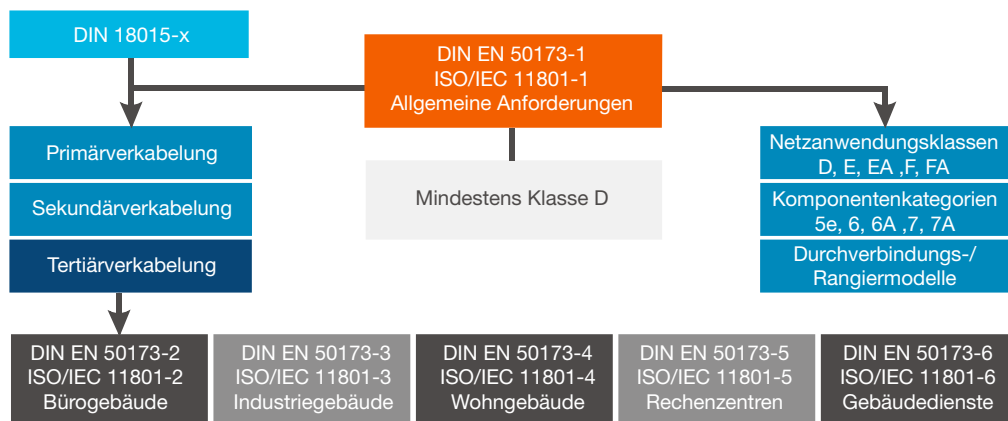 DIN 18015-x
DIN EN 50173-1
ISO/IEC 11801-1
Allgemeine Anforderungen
Primärverkabelung
Sekundärverkabelung
Tertiärverkabelung
Mindestens Klasse D
Netzanwendungsklassen
D, E, EA ,F, FA
Komponentenkategorien
5e, 6, 6A ,7, 7A
Durchverbindungs-/
Rangiermodelle
DIN EN 50173-2
ISO/IEC 11801-2
Bürogebäude
DIN EN 50173-3
ISO/IEC 11801-3
Industriegebäude
DIN EN 50173-4
ISO/IEC 11801-4
Wohngebäude
DIN EN 50173-5
ISO/IEC 11801-5
Rechenzentren
DIN EN 50173-6
ISO/IEC 11801-6
Gebäudedienste